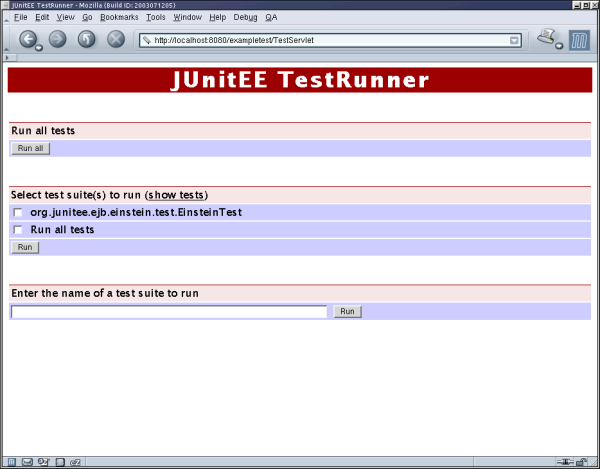 JUnitEE TestRunner - Mozilla {Build ID: 2003071205}
File Edit View Go Bookmarks Tools Window Help Debug QA
http://localhost:8080/exampletest/TestServlet
JUnitEE TestRunner
Run all tests
Run all
Select test suite(s) to run (show tests)
org.junitee.ejb.einstein.test.EinsteinTest
Run all tests
Run
Enter the name of a test suite to run
Run